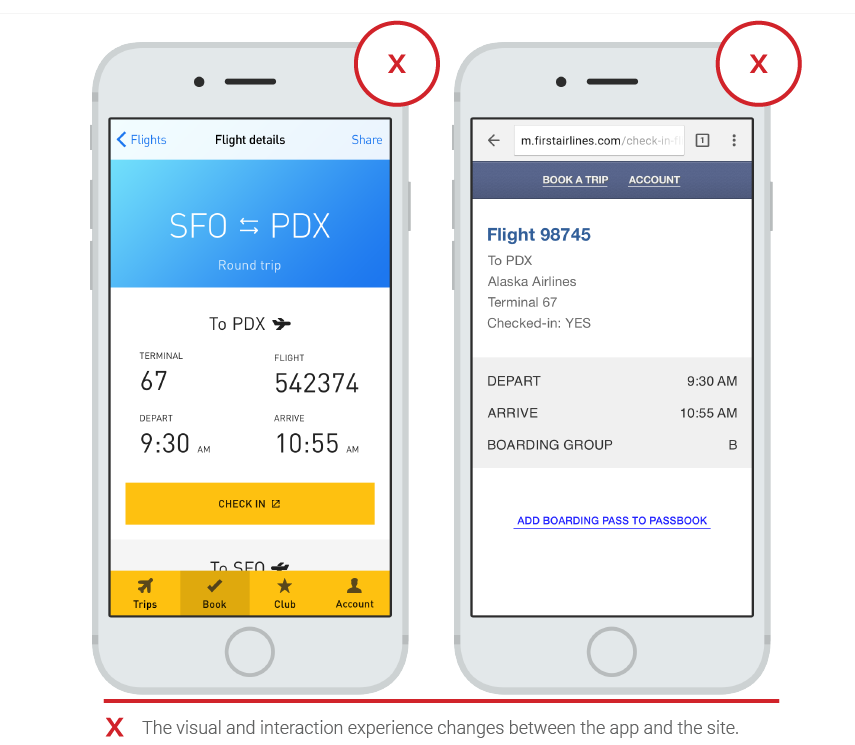 X
Flights
Flight details
Share
SFO PDX
Round trip
To PDX
TERMINAL
67
FLIGHT
542374
DEPART
9:30 AM
ARRIVE
10:55 AM
CHECK IN
To SFO
Trips
Book
Club
Account
X
m.firstairlines.com/check-in-fl
1
BOOK A TRIP ACCOUNT
Flight 98745
To PDX
Alaska Airlines
Terminal 67
Checked-in: YES
DEPART 9:30 AM
ARRIVE 10:55 AM
BOARDING GROUP B
ADD BOARDING PASS TO PASSBOOK
X The visual and interaction experience changes between the app and the site.